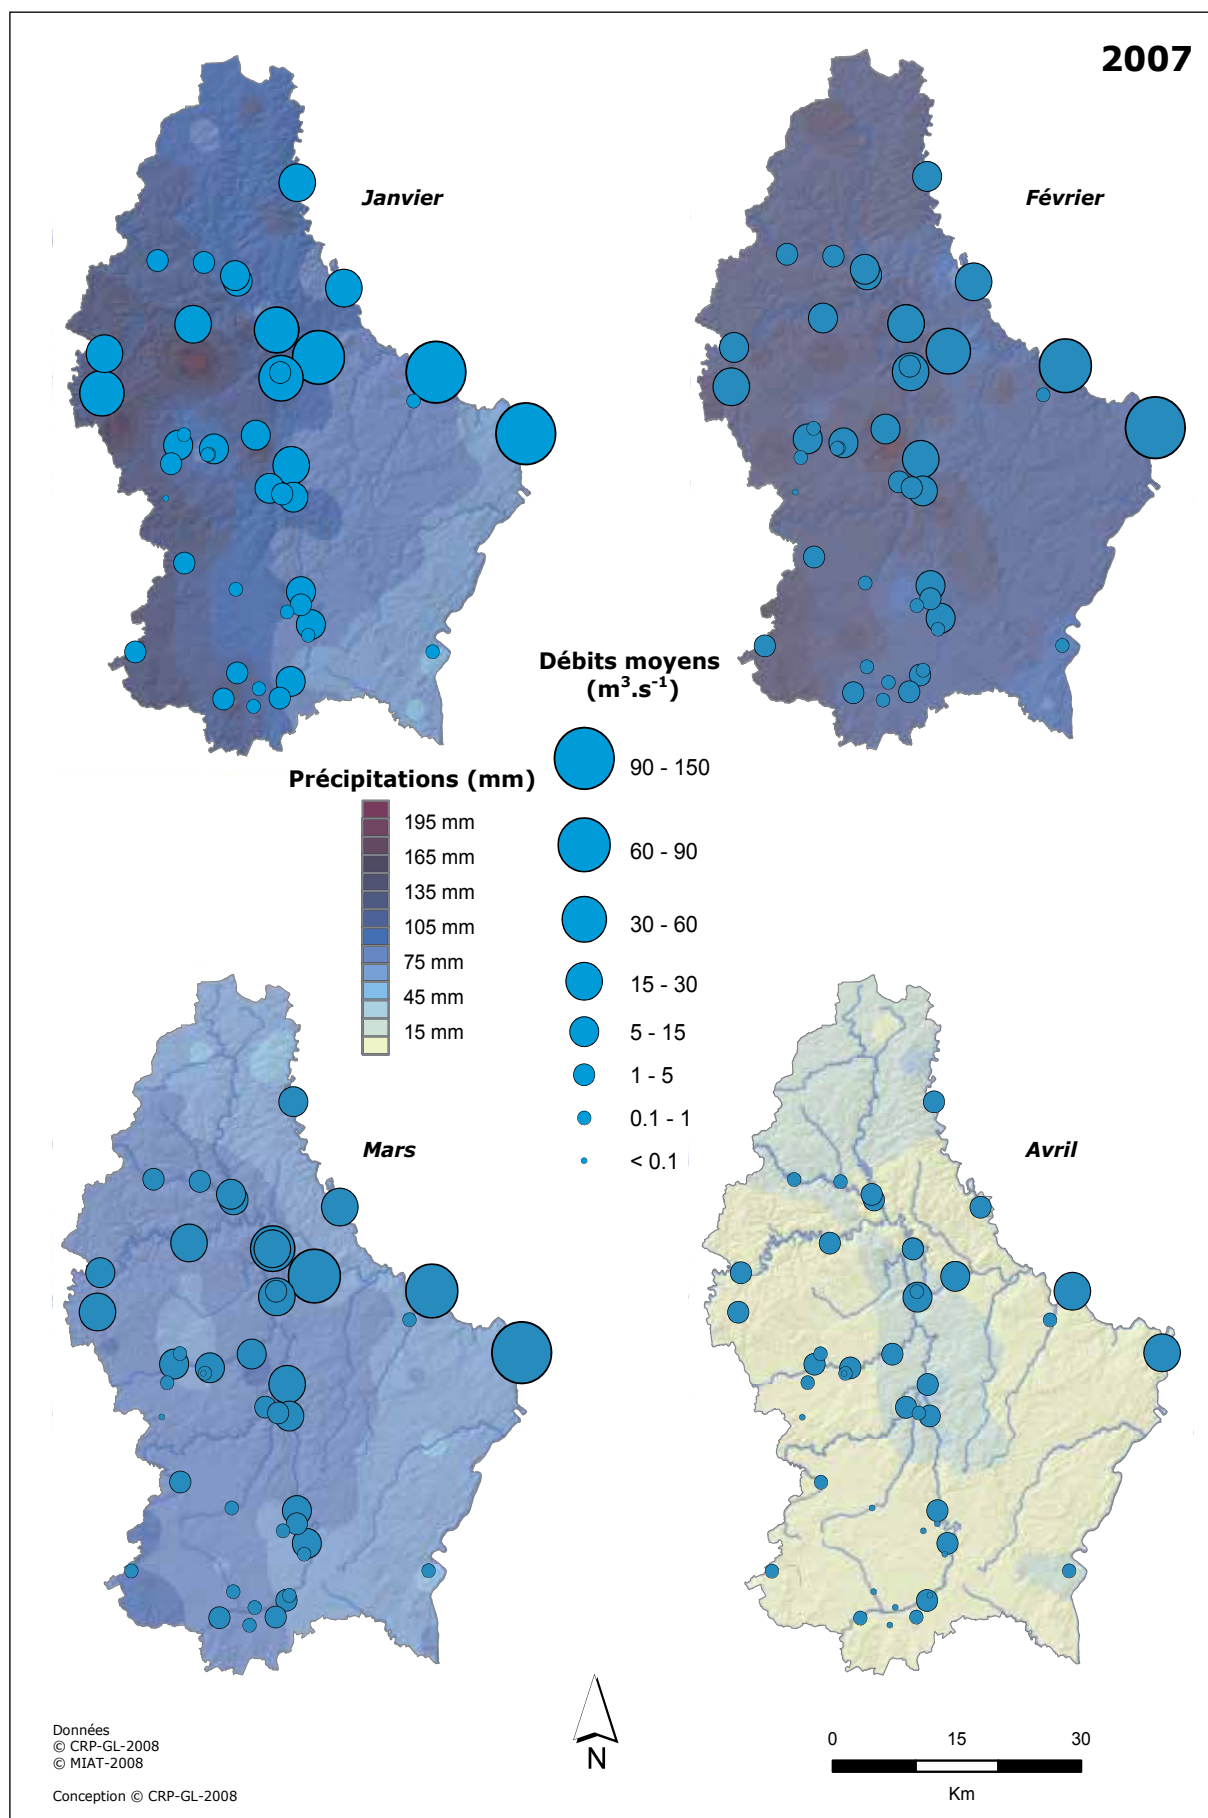 2007
Janvier
Février
Débits moyens
(m³.s⁻¹)
90 - 150
60 - 90
30 - 60
15 - 30
5 - 15
1 - 5
0.1 - 1
< 0.1
Précipitations (mm)
195 mm
165 mm
135 mm
105 mm
75 mm
45 mm
15 mm
Mars
Avril
Données
© CRP-GL-2008
© MIAT-2008
Conception © CRP-GL-2008
N
0 15 30
Km